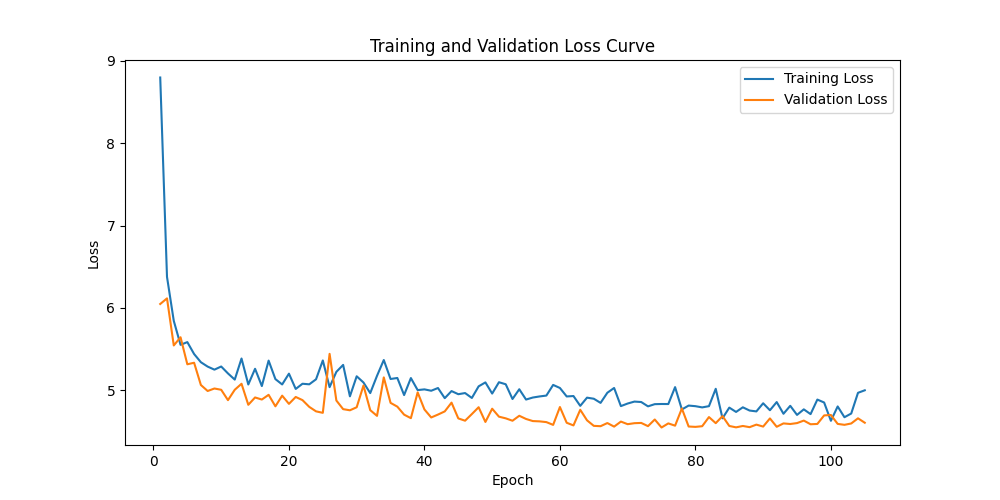 Training and Validation Loss Curve
Training Loss
Validation Loss
9
8
7
6
5
Loss
0 20 40 60 80 100
Epoch